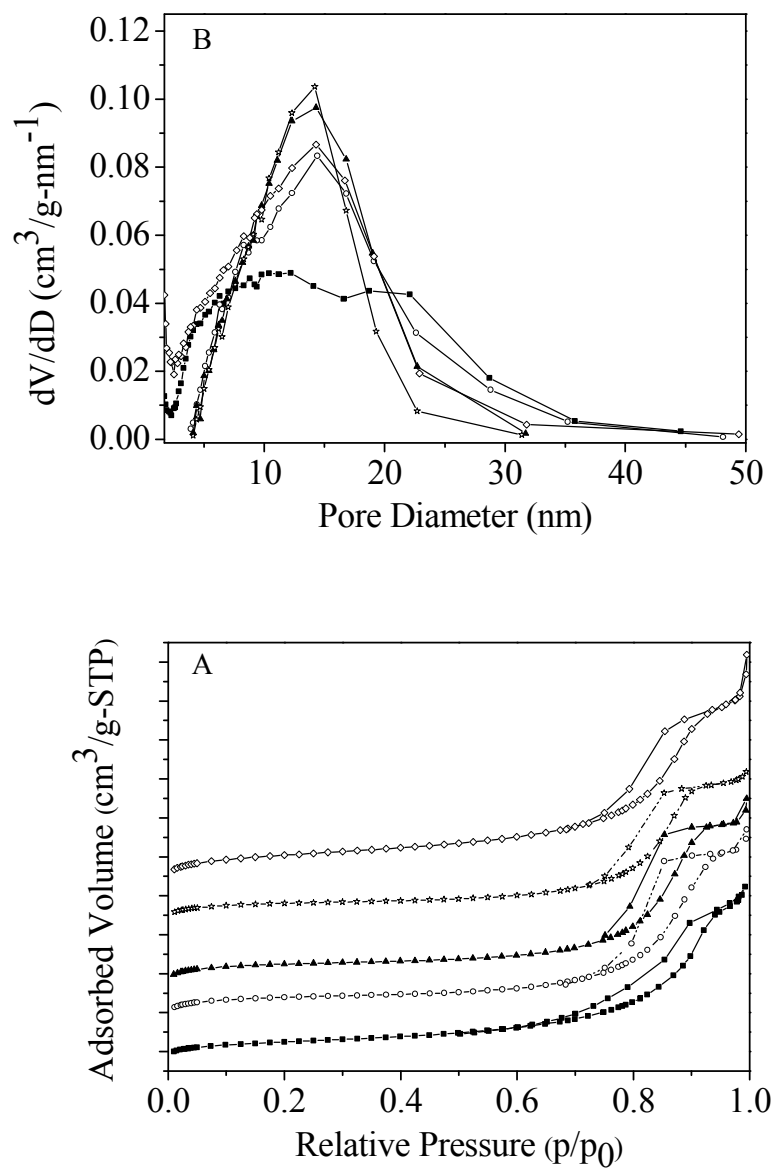 B
0.12
0.10
0.08
0.06
0.04
0.02
0.00
dV/dD (cm³/g-nm⁻¹)
10 20 30 40 50
Pore Diameter (nm)
A
Adsorbed Volume (cm³/g-STP)
0.0 0.2 0.4 0.6 0.8 1.0
Relative Pressure (p/p₀)